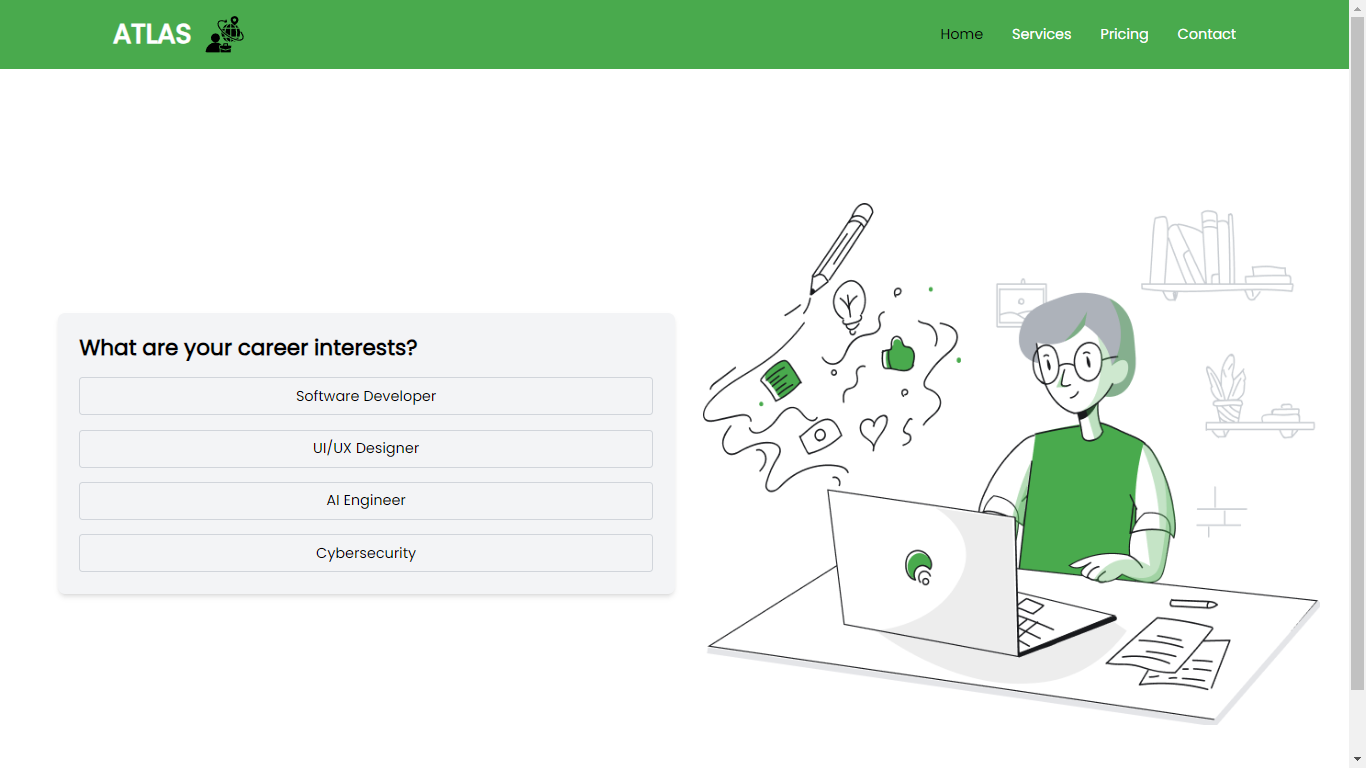 ATLAS
Home Services Pricing Contact
What are your career interests?
Software Developer
UI/UX Designer
AI Engineer
Cybersecurity